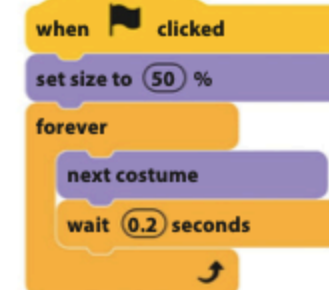 when clicked
set size to 50 %
forever
next costume
wait 0.2 seconds